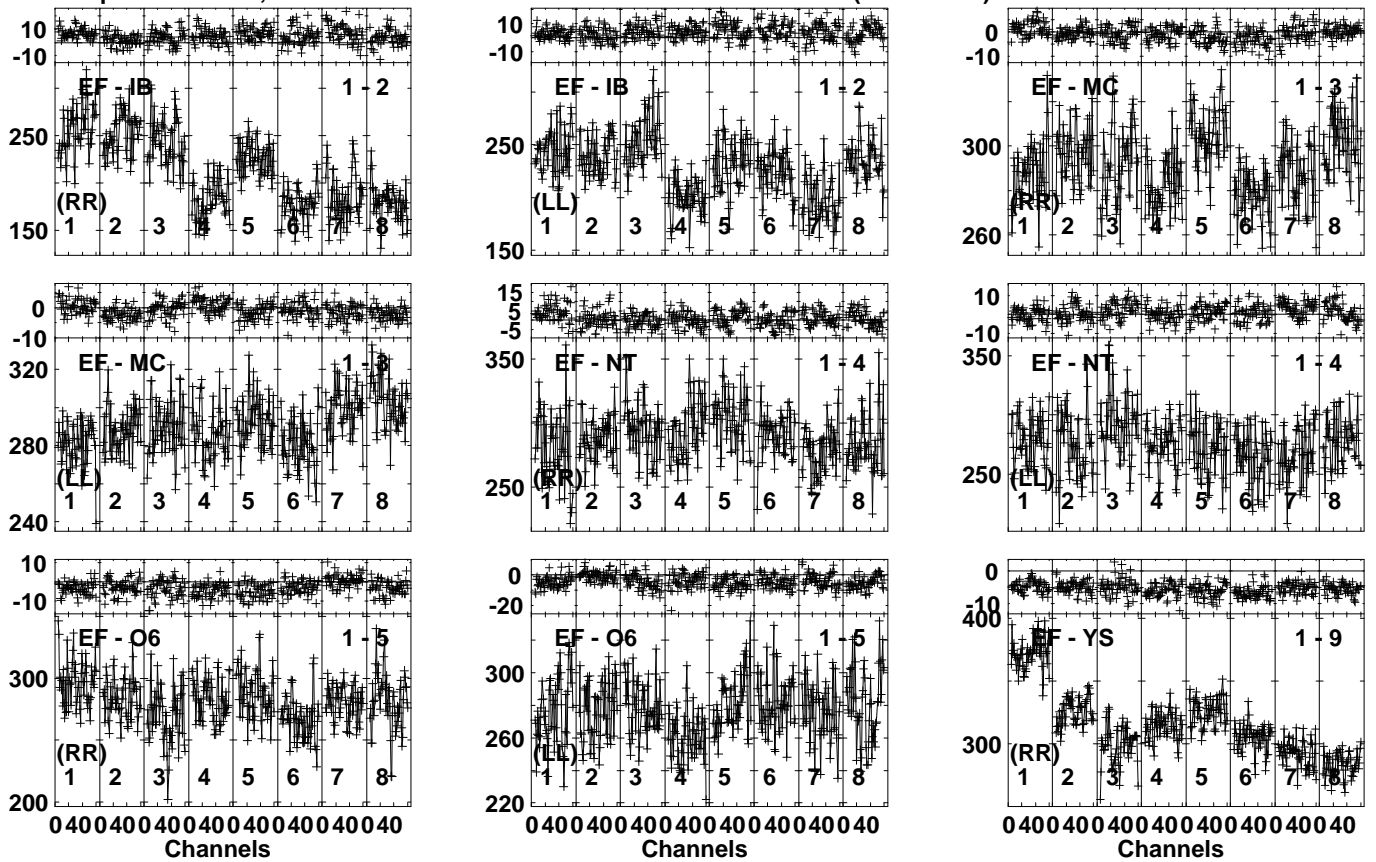 10 10 0
-10 -10 -10
EF - IB 1 - 2 EF - IB 1 - 2 EF - MC 1 - 3
250 250 300
(RR) (LL) (RR)
150 1 2 3 4 5 6 7 8 150 1 2 3 4 5 6 7 8 260 1 2 3 4 5 6 7 8
0 15 10
5
-10 -5 -10
320 EF - MC 1 - 3 350 EF - NT 1 - 4 350 EF - NT 1 - 4
280 250 250
(LL) (RR) (LL)
240 1 2 3 4 5 6 7 8 1 2 3 4 5 6 7 8 1 2 3 4 5 6 7 8
10 0 0
-10 -20 -10
400
EF - O6 1 - 5 EF - O6 1 - 5 EF - YS 1 - 9
300 300 300
260
(RR) (LL) (RR)
200 1 2 3 4 5 6 7 8 220 1 2 3 4 5 6 7 8 1 2 3 4 5 6 7 8
0 40 0 40 0 40 0 40 0 40 0 40 0 40 0 40 0 40 0 40 0 40 0 40 0 40 0 40 0 40 0 40 0 40 0 40 0 40 0 40 0 40 0 40 0 40 0 40
Channels Channels Channels